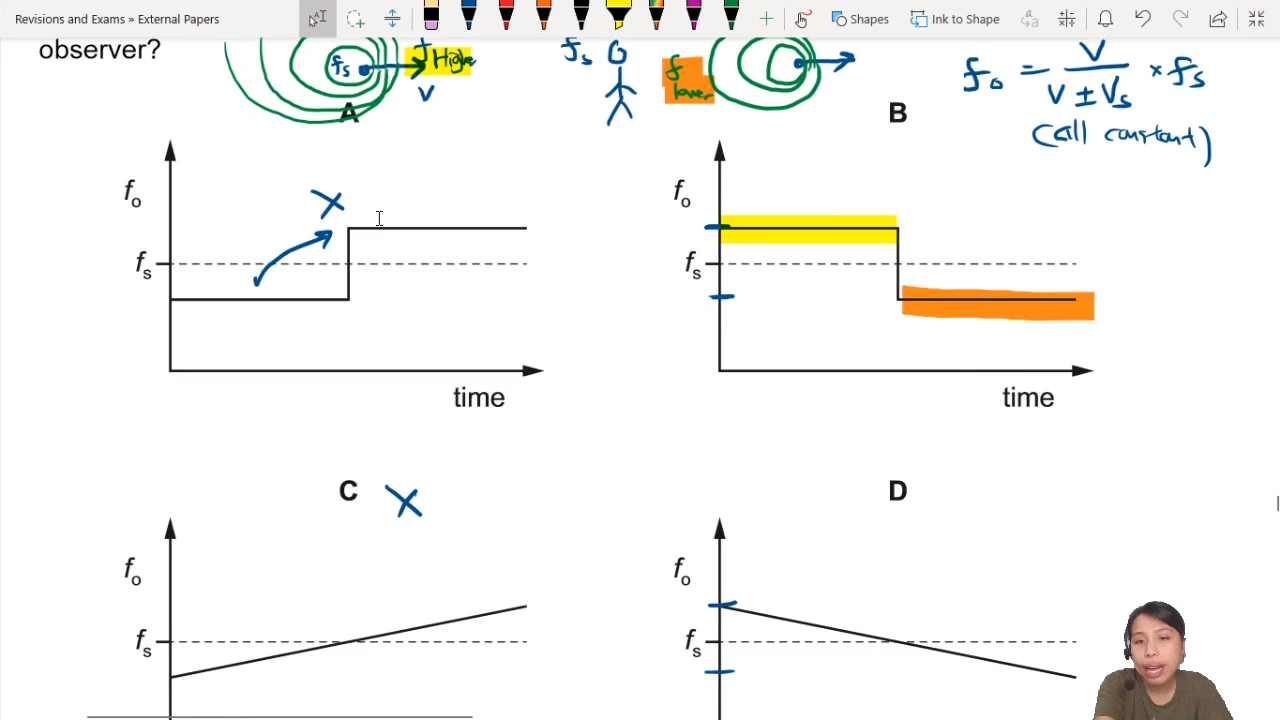 Revisions and Exams » External Papers
Shapes
Ink to Shape
observer?
fs
f Higher
v
fs
f lower
fo = v / v ± vs × fs
(all constant)
A
B
fo
fs
time
fo
fs
time
C
D
fo
fs
fo
fs